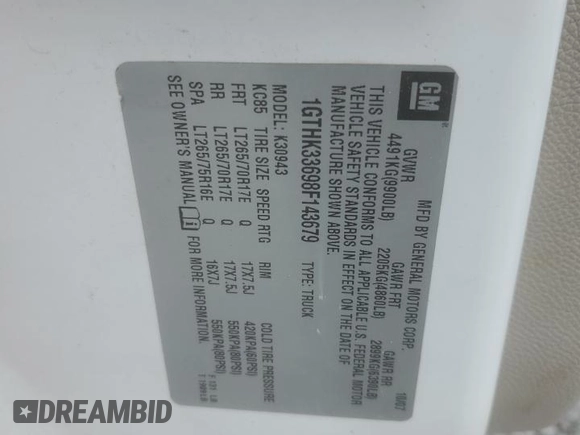 GM
MFD BY GENERAL MOTORS CORP. 10/07
GVWR GAWR FRT GAWR RR
4491KG(9900LB) 2205KG(4860LB) 2899KG(6390LB)
THIS VEHICLE CONFORMS TO ALL APPLICABLE U.S. FEDERAL MOTOR
VEHICLE SAFETY STANDARDS IN EFFECT ON THE DATE OF
MANUFACTURE SHOWN ABOVE.
1GTHK33698F143679 TYPE: TRUCK
MODEL: K30943
KC85 TIRE SIZE SPEED RTG RIM COLD TIRE PRESSURE
FRT LT265/70R17E Q 17X7.5J 420KPA(60PSI)
RR LT265/70R17E Q 17X7.5J 550KPA(80PSI)
SPA LT265/75R16E Q 16X7J 550KPA(80PSI)
SEE OWNER'S MANUAL FOR MORE INFORMATION.
DREAMBID